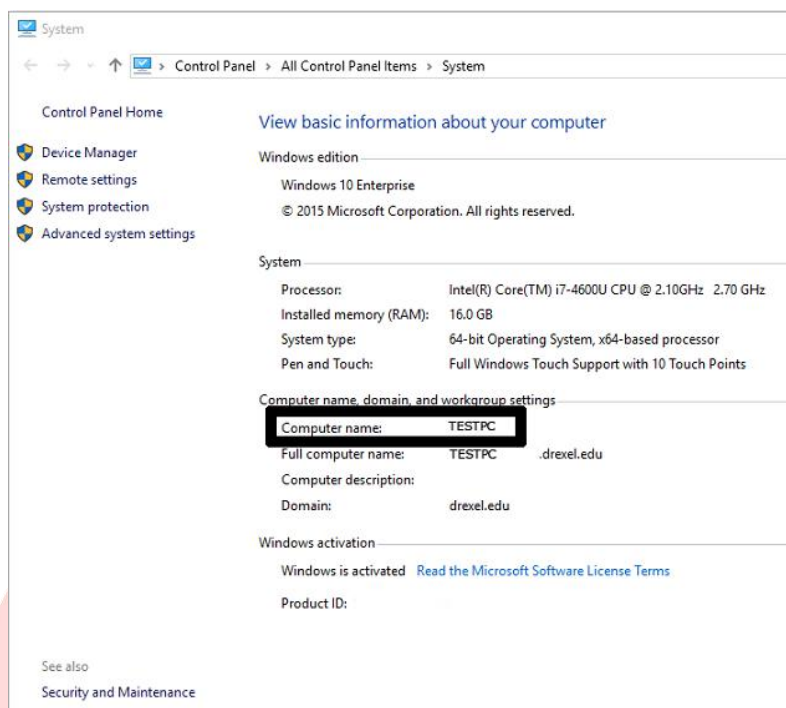 System
Control Panel > All Control Panel Items > System
Control Panel Home
Device Manager
Remote settings
System protection
Advanced system settings
View basic information about your computer
Windows edition
Windows 10 Enterprise
© 2015 Microsoft Corporation. All rights reserved.
System
Processor: Intel(R) Core(TM) i7-4600U CPU @ 2.10GHz 2.70 GHz
Installed memory (RAM): 16.0 GB
System type: 64-bit Operating System, x64-based processor
Pen and Touch: Full Windows Touch Support with 10 Touch Points
Computer name, domain, and workgroup settings
Computer name: TESTPC
Full computer name: TESTPC .drexel.edu
Computer description:
Domain: drexel.edu
Windows activation
Windows is activated Read the Microsoft Software License Terms
Product ID:
See also
Security and Maintenance